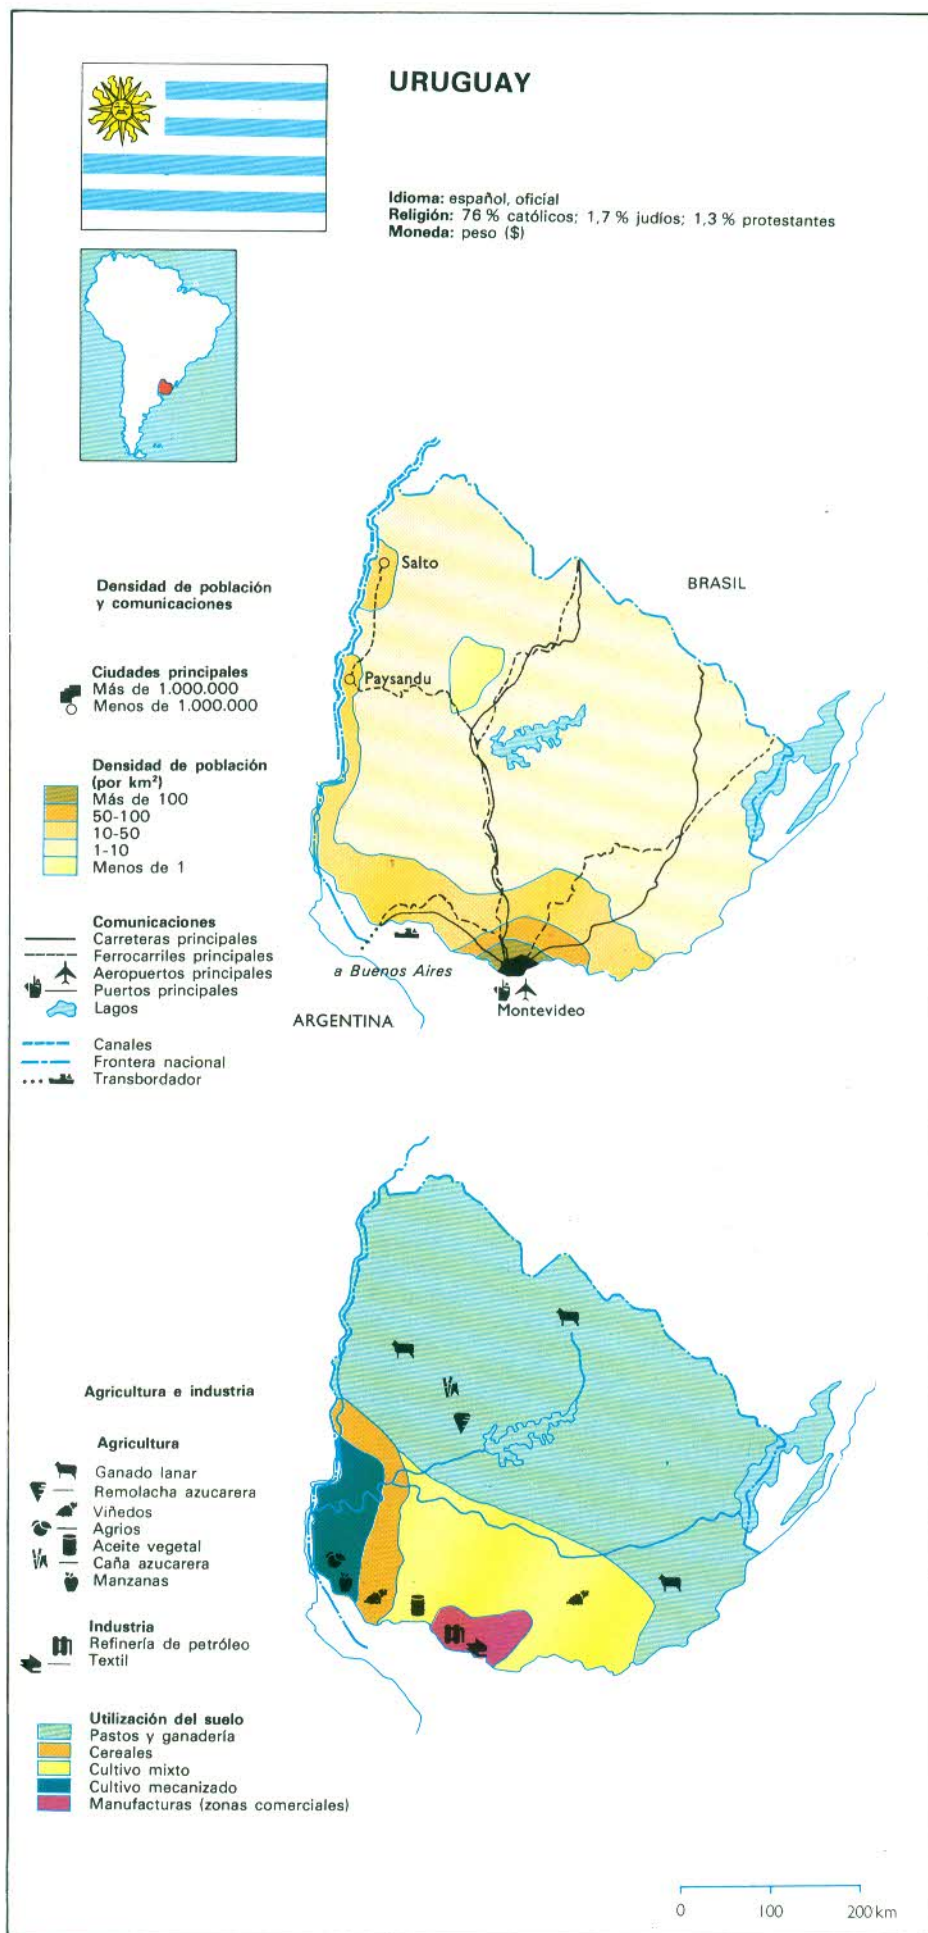 URUGUAY
Idioma: español, oficial
Religión: 76 % católicos; 1,7 % judíos; 1,3 % protestantes
Moneda: peso ($)
Densidad de población
y comunicaciones
Ciudades principales
Más de 1.000.000
Menos de 1.000.000
Densidad de población
(por km²)
Más de 100
50-100
10-50
1-10
Menos de 1
Comunicaciones
Carreteras principales
Ferrocarriles principales
Aeropuertos principales
Puertos principales
Lagos
Canales
Frontera nacional
Transbordador
Salto
BRASIL
Paysandu
a Buenos Aires
Montevideo
ARGENTINA
Agricultura e industria
Agricultura
Ganado lanar
Remolacha azucarera
Viñedos
Agrios
Aceite vegetal
Caña azucarera
Manzanas
Industria
Refinería de petróleo
Textil
Utilización del suelo
Pastos y ganadería
Cereales
Cultivo mixto
Cultivo mecanizado
Manufacturas (zonas comerciales)
0 100 200 km